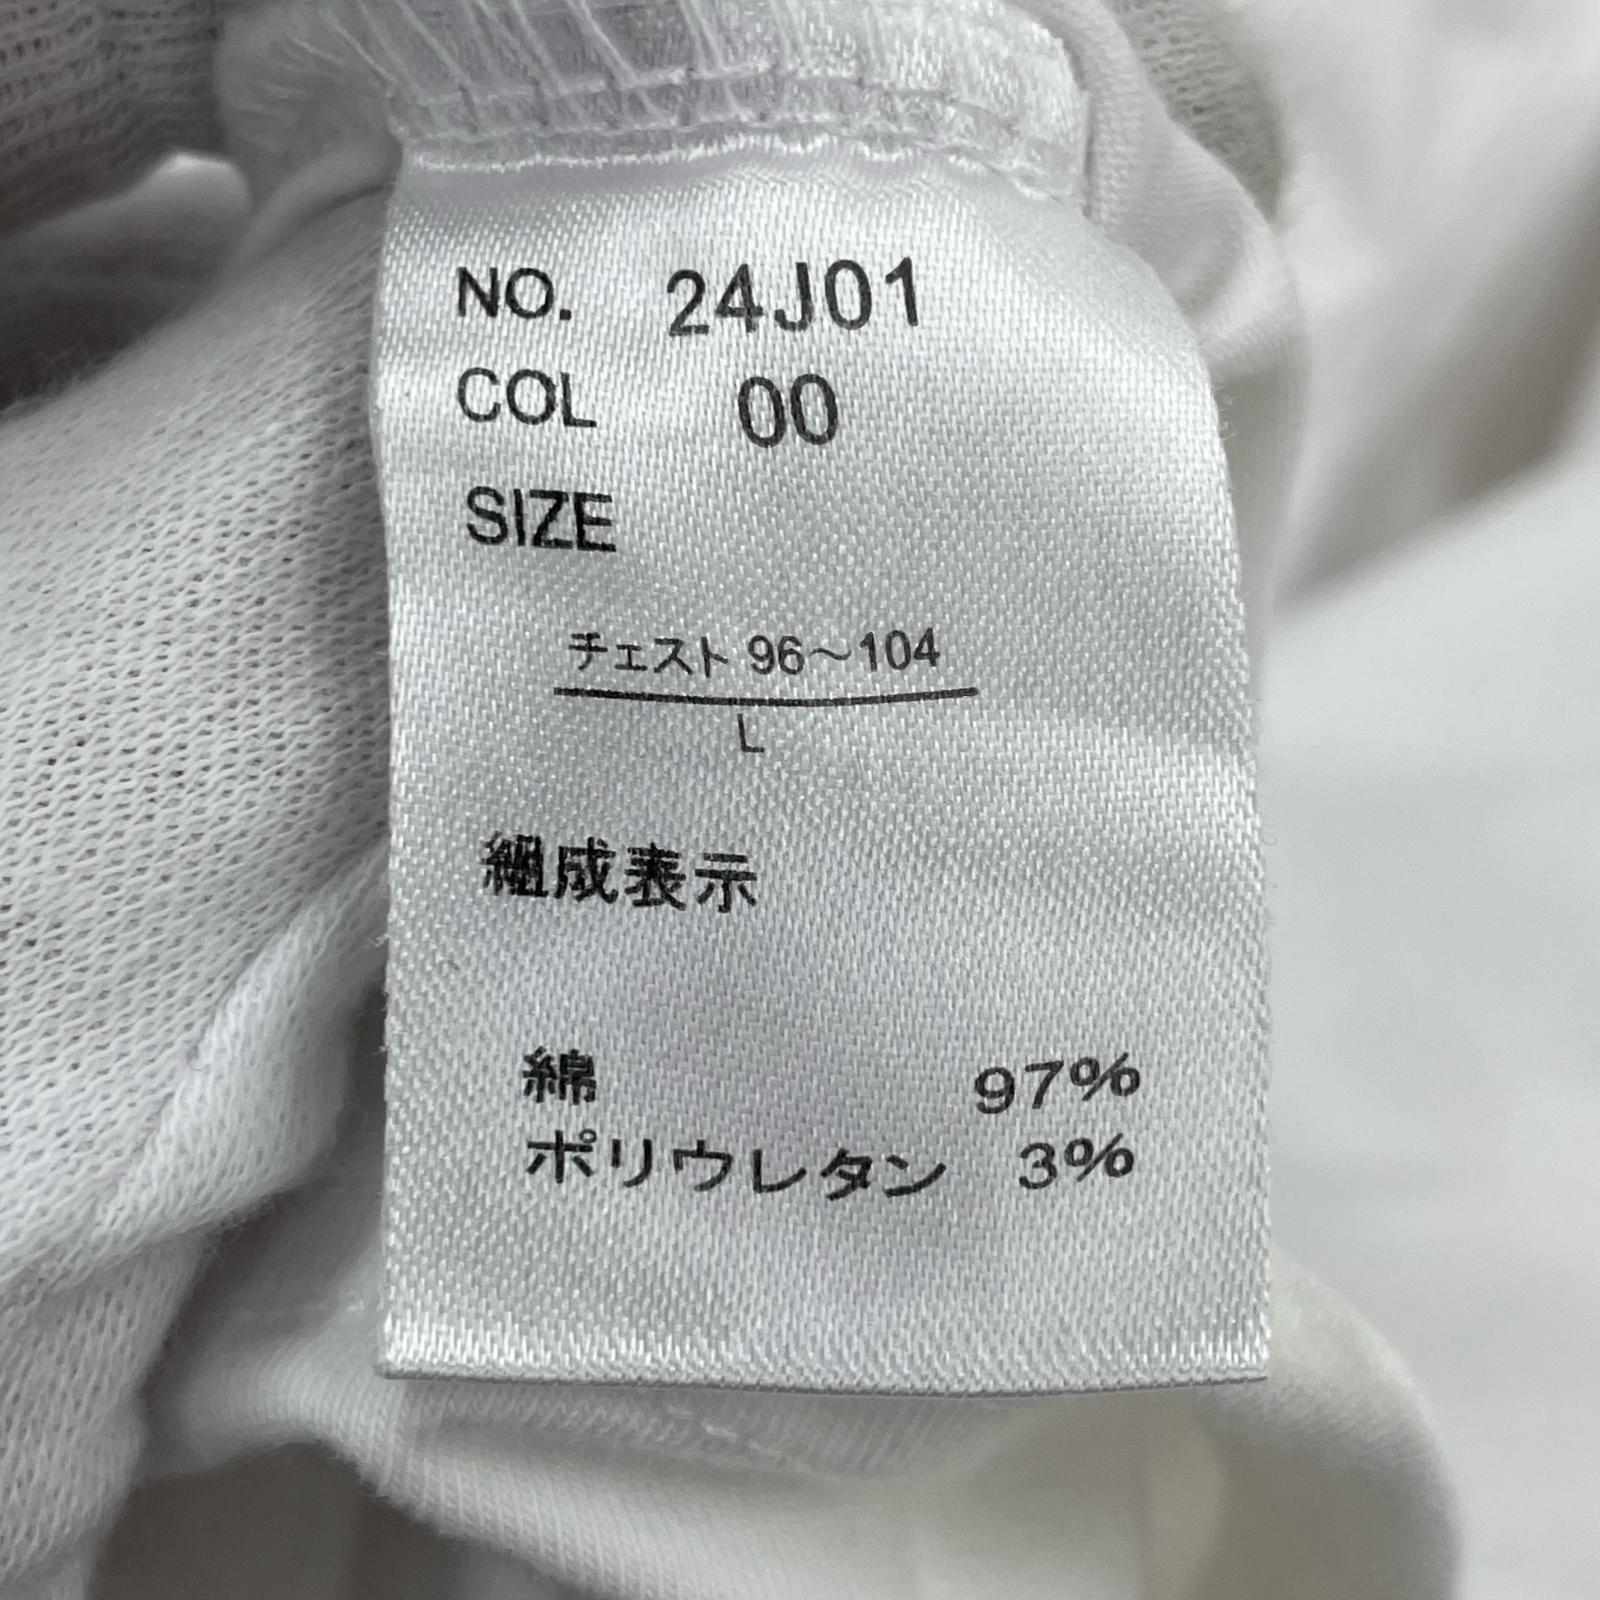 NO. 24J01
COL 00
SIZE
チェスト 96～104
L
組成表示
綿 97%
ポリウレタン 3%